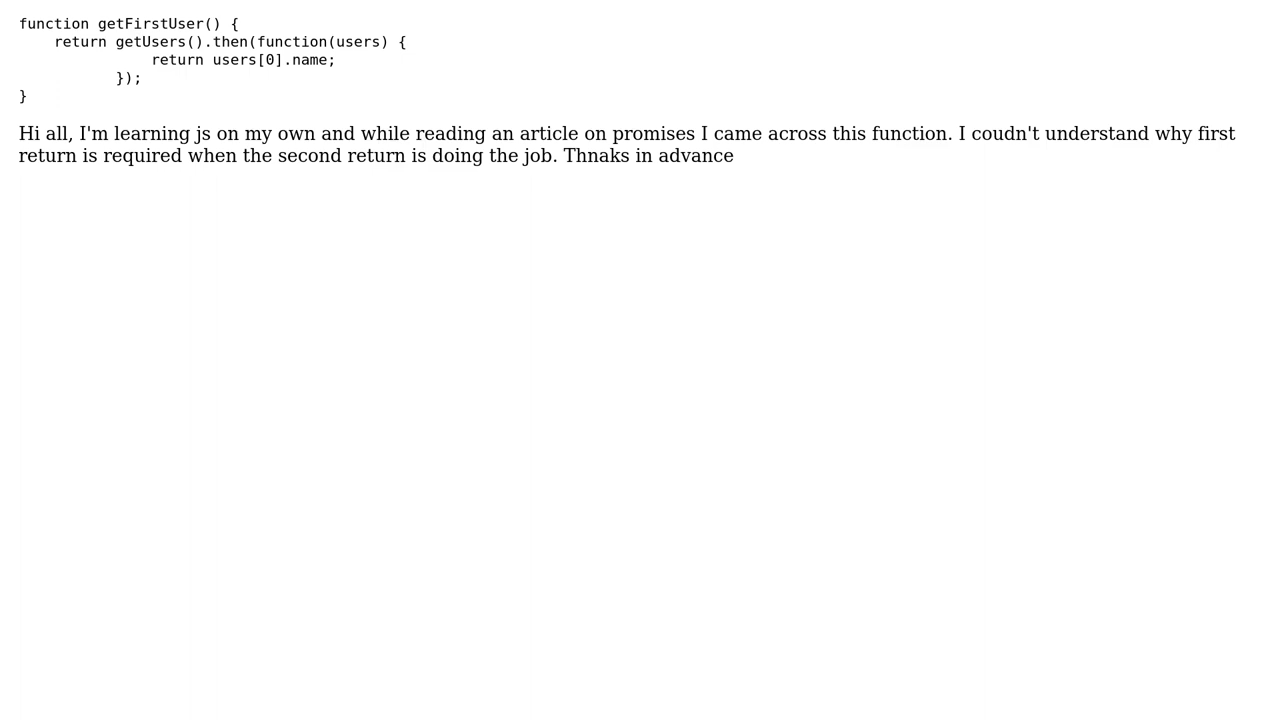 function getFirstUser() {
    return getUsers().then(function(users) {
               return users[0].name;
           });
}
Hi all, I'm learning js on my own and while reading an article on promises I came across this function. I coudn't understand why first
return is required when the second return is doing the job. Thnaks in advance